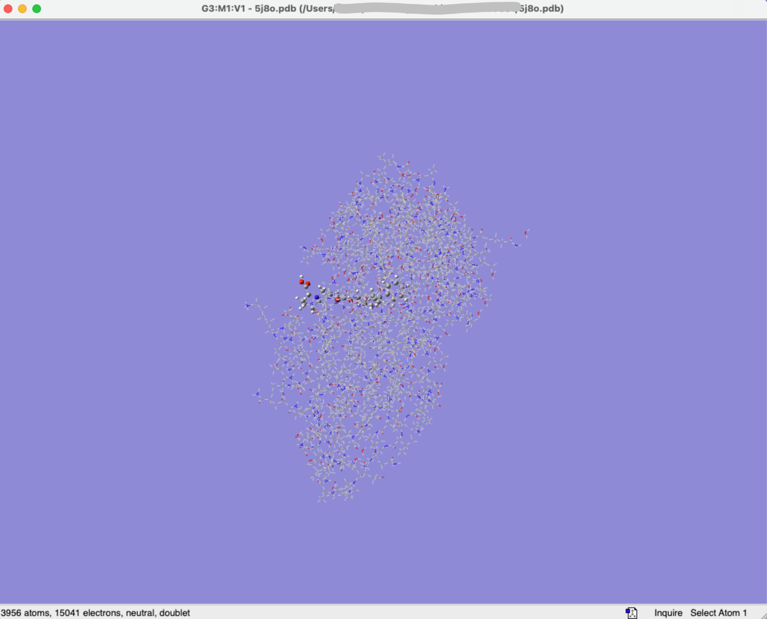 G3:M1:V1 - 5j8o.pdb (/Users/ 5j8o.pdb)
3956 atoms, 15041 electrons, neutral, doublet
Inquire Select Atom 1